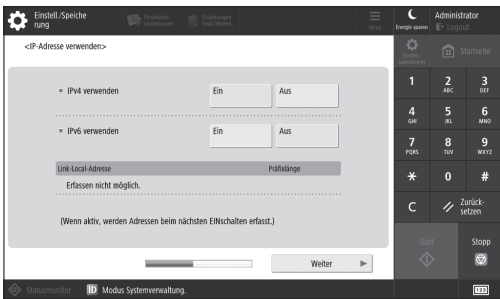 Einstell./Speiche
rung
Persönliche
Einstellungen
Einstellungen
Empf. Weiterl.
Menü
Energie sparen
Administrator
Logout
<IP-Adresse verwenden>
Einstell./
Speicherung
Startseite
IPv4 verwenden
Ein
Aus
IPv6 verwenden
Ein
Aus
Link-Local-Adresse
Präfixlänge
Erfassen nicht möglich.
(Wenn aktiv, werden Adressen beim nächsten EINschalten erfasst.)
Weiter
1
2
ABC
3
DEF
4
GHI
5
JKL
6
MNO
7
PQRS
8
TUV
9
WXYZ
*
0
#
C
Zurück-
setzen
Start
Stopp
Statusmonitor
ID Modus Systemverwaltung.
123